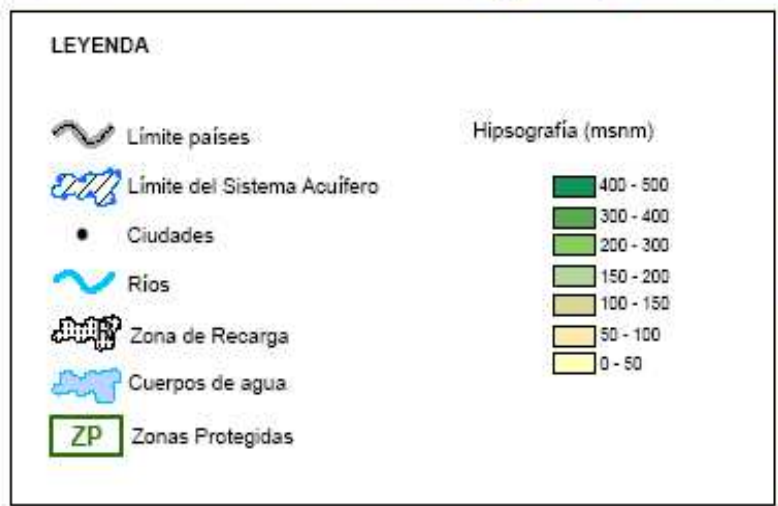 LEYENDA
Límite países
Límite del Sistema Acuífero
Ciudades
Ríos
Zona de Recarga
Cuerpos de agua
ZP Zonas Protegidas
Hipsografía (msnm)
400 - 500
300 - 400
200 - 300
150 - 200
100 - 150
50 - 100
0 - 50